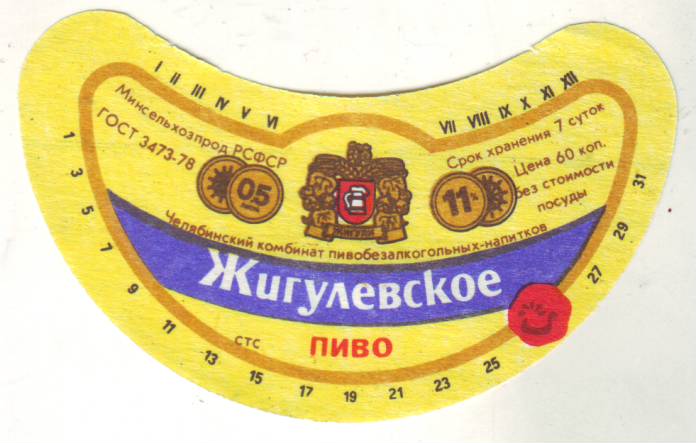 I II III IV V VI
VII VIII IX X XI XII
Минсельхозпрод РСФСР
ГОСТ 3473-78
Срок хранения 7 суток
Цена 60 коп.
без стоимости
посуды
05
11%
ЖИГУЛИ
Челябинский комбинат пивобезалкогольных-напитков
Жигулевское
ПИВО
стс
1 3 5 7 9 11 13 15 17 19 21 23 25 27 29 31